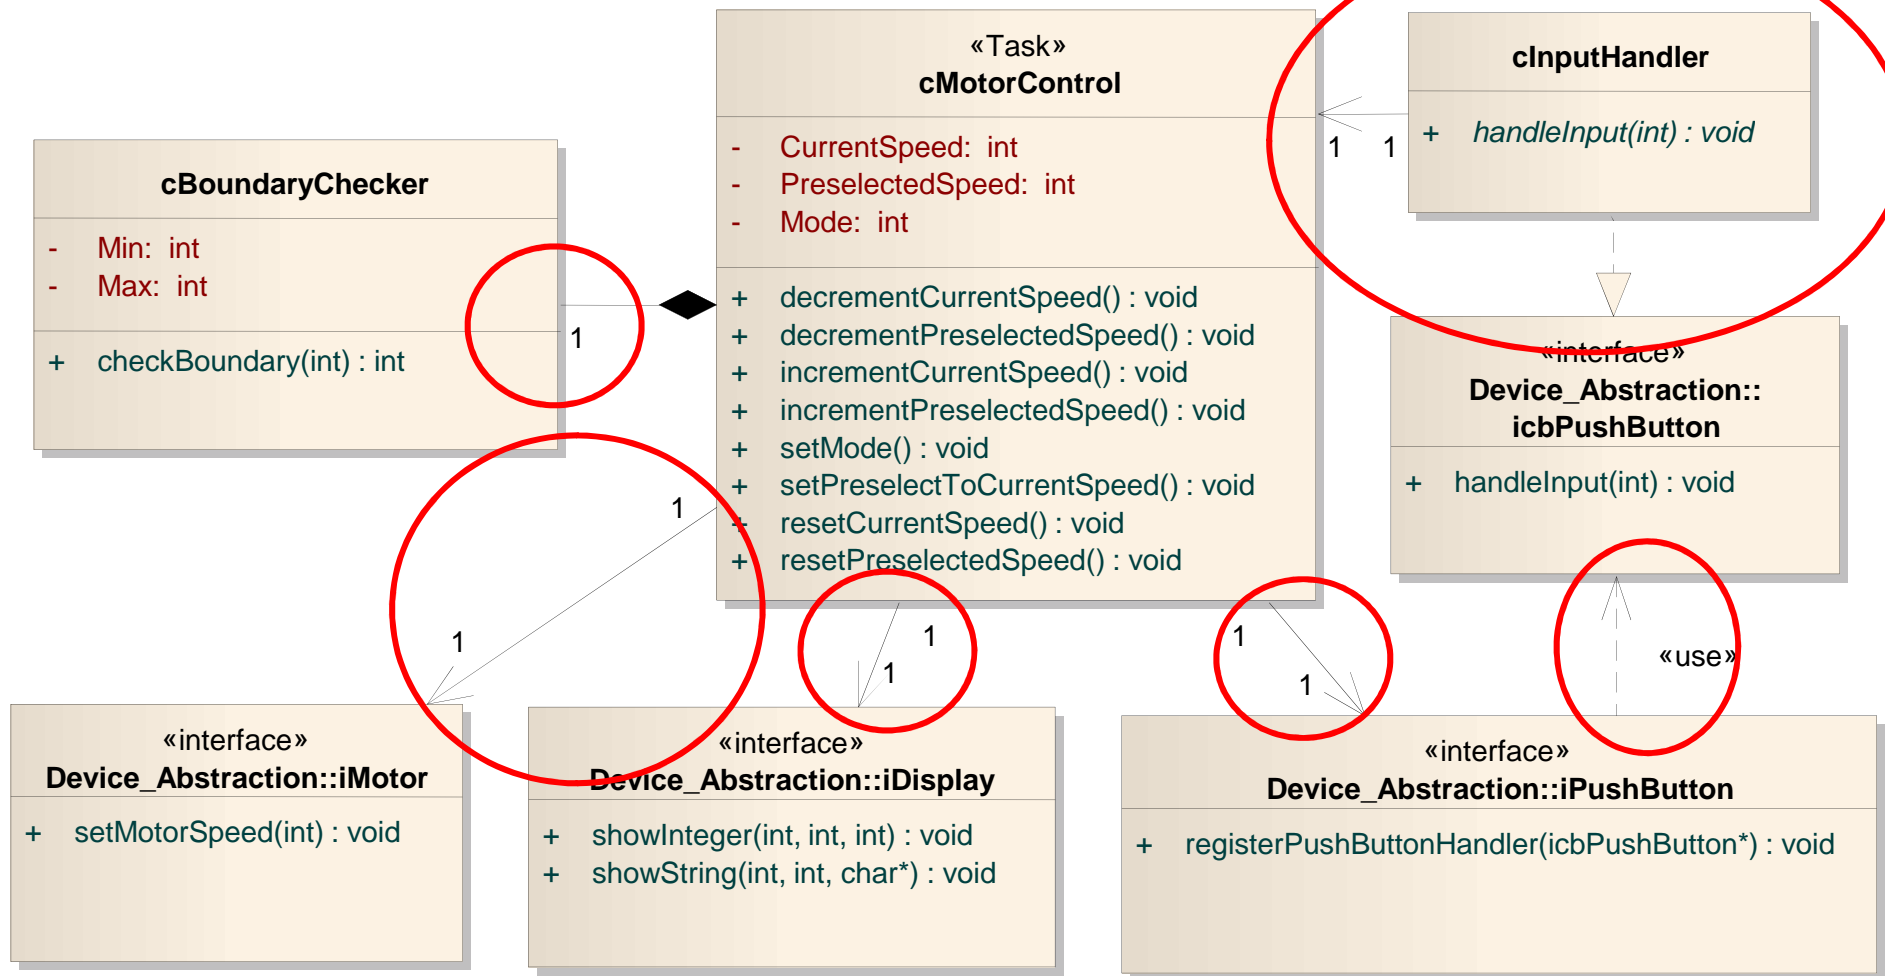 «Task»
cMotorControl
- CurrentSpeed: int
- PreselectedSpeed: int
- Mode: int
+ decrementCurrentSpeed() : void
+ decrementPreselectedSpeed() : void
+ incrementCurrentSpeed() : void
+ incrementPreselectedSpeed() : void
+ setMode() : void
+ setPreselectToCurrentSpeed() : void
+ resetCurrentSpeed() : void
+ resetPreselectedSpeed() : void
cInputHandler
+ handleInput(int) : void
1 1
cBoundaryChecker
- Min: int
- Max: int
+ checkBoundary(int) : int
1
«interface»
Device_Abstraction::
icbPushButton
+ handleInput(int) : void
1
1
1
1
1
1
«use»
«interface»
Device_Abstraction::iMotor
+ setMotorSpeed(int) : void
«interface»
Device_Abstraction::iDisplay
+ showInteger(int, int, int) : void
+ showString(int, int, char*) : void
«interface»
Device_Abstraction::iPushButton
+ registerPushButtonHandler(icbPushButton*) : void